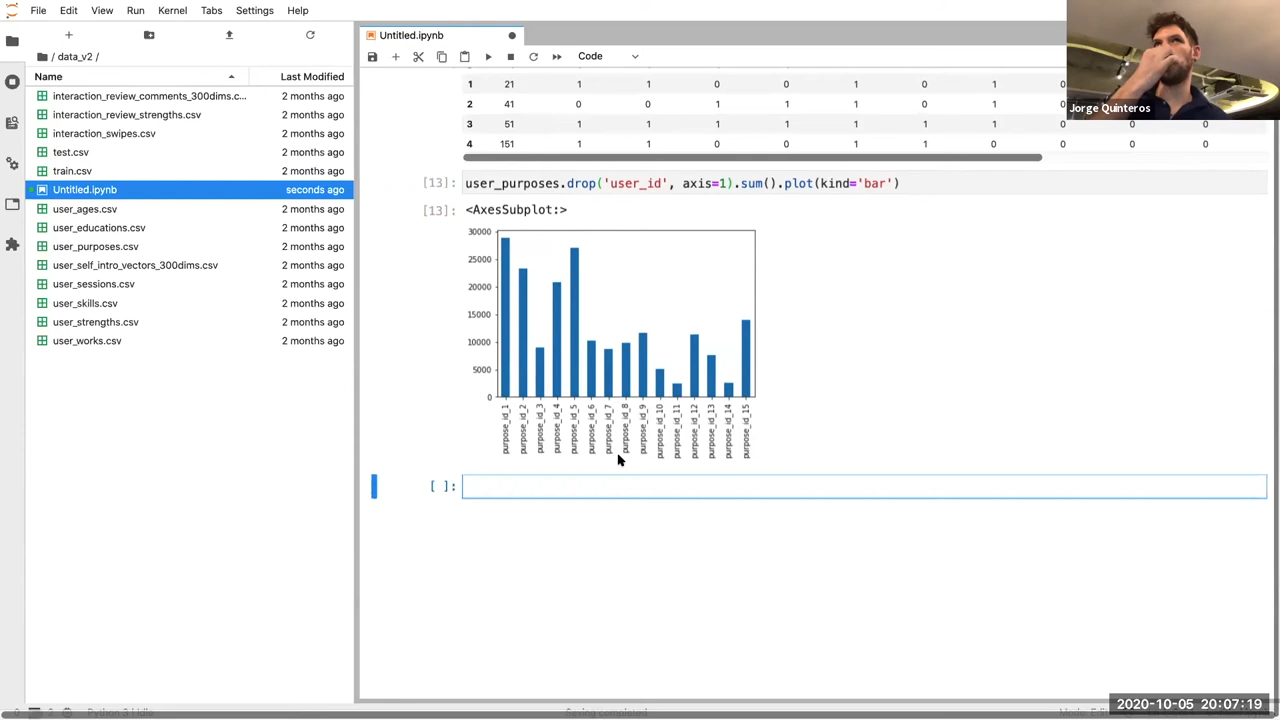 File Edit View Run Kernel Tabs Settings Help
/ data_v2 /
Name Last Modified
interaction_review_comments_300dims.c... 2 months ago
interaction_review_strengths.csv 2 months ago
interaction_swipes.csv 2 months ago
test.csv 2 months ago
train.csv 2 months ago
Untitled.ipynb seconds ago
user_ages.csv 2 months ago
user_educations.csv 2 months ago
user_purposes.csv 2 months ago
user_self_intro_vectors_300dims.csv 2 months ago
user_sessions.csv 2 months ago
user_skills.csv 2 months ago
user_strengths.csv 2 months ago
user_works.csv 2 months ago
Untitled.ipynb
Code
1 21 1 1 0 0 1 0 1 0
2 41 0 0 1 1 1 0 1 0 0 0
3 51 1 1 1 1 1 0 1 0 0 0
4 151 1 1 0 0 1 1 0 0 0 0
Jorge Quinteros
[13]: user_purposes.drop('user_id', axis=1).sum().plot(kind='bar')
[13]: <AxesSubplot:>
30000
25000
20000
15000
10000
5000
0
purpose_id_1
purpose_id_2
purpose_id_3
purpose_id_4
purpose_id_5
purpose_id_6
purpose_id_7
purpose_id_8
purpose_id_9
purpose_id_10
purpose_id_11
purpose_id_12
purpose_id_13
purpose_id_14
purpose_id_15
[ ]:
Python 3 | Idle
Saving completed
2020-10-05 20:07:19